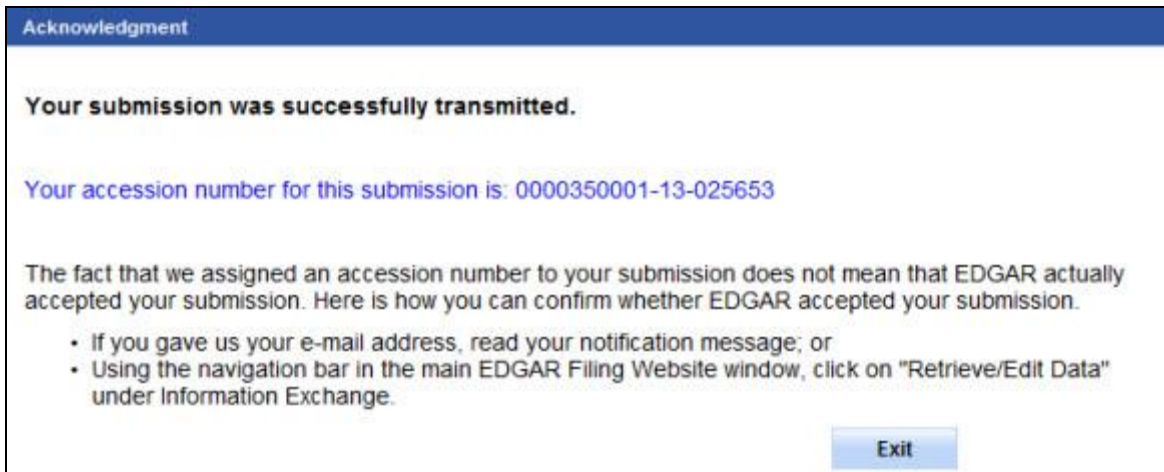 Acknowledgment
Your submission was successfully transmitted.
Your accession number for this submission is: 0000350001-13-025653
The fact that we assigned an accession number to your submission does not mean that EDGAR actually
accepted your submission. Here is how you can confirm whether EDGAR accepted your submission.
• If you gave us your e-mail address, read your notification message; or
• Using the navigation bar in the main EDGAR Filing Website window, click on "Retrieve/Edit Data"
under Information Exchange.
Exit